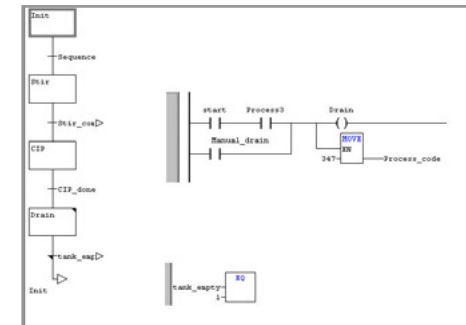 Init
Sequence
Stir
Stir_com
CIP
CIP_done
Drain
tank_emp
Init
start Process3 Drain
Manual_drain
MOVE
EN
347 Process_code
EQ
tank_empty
1